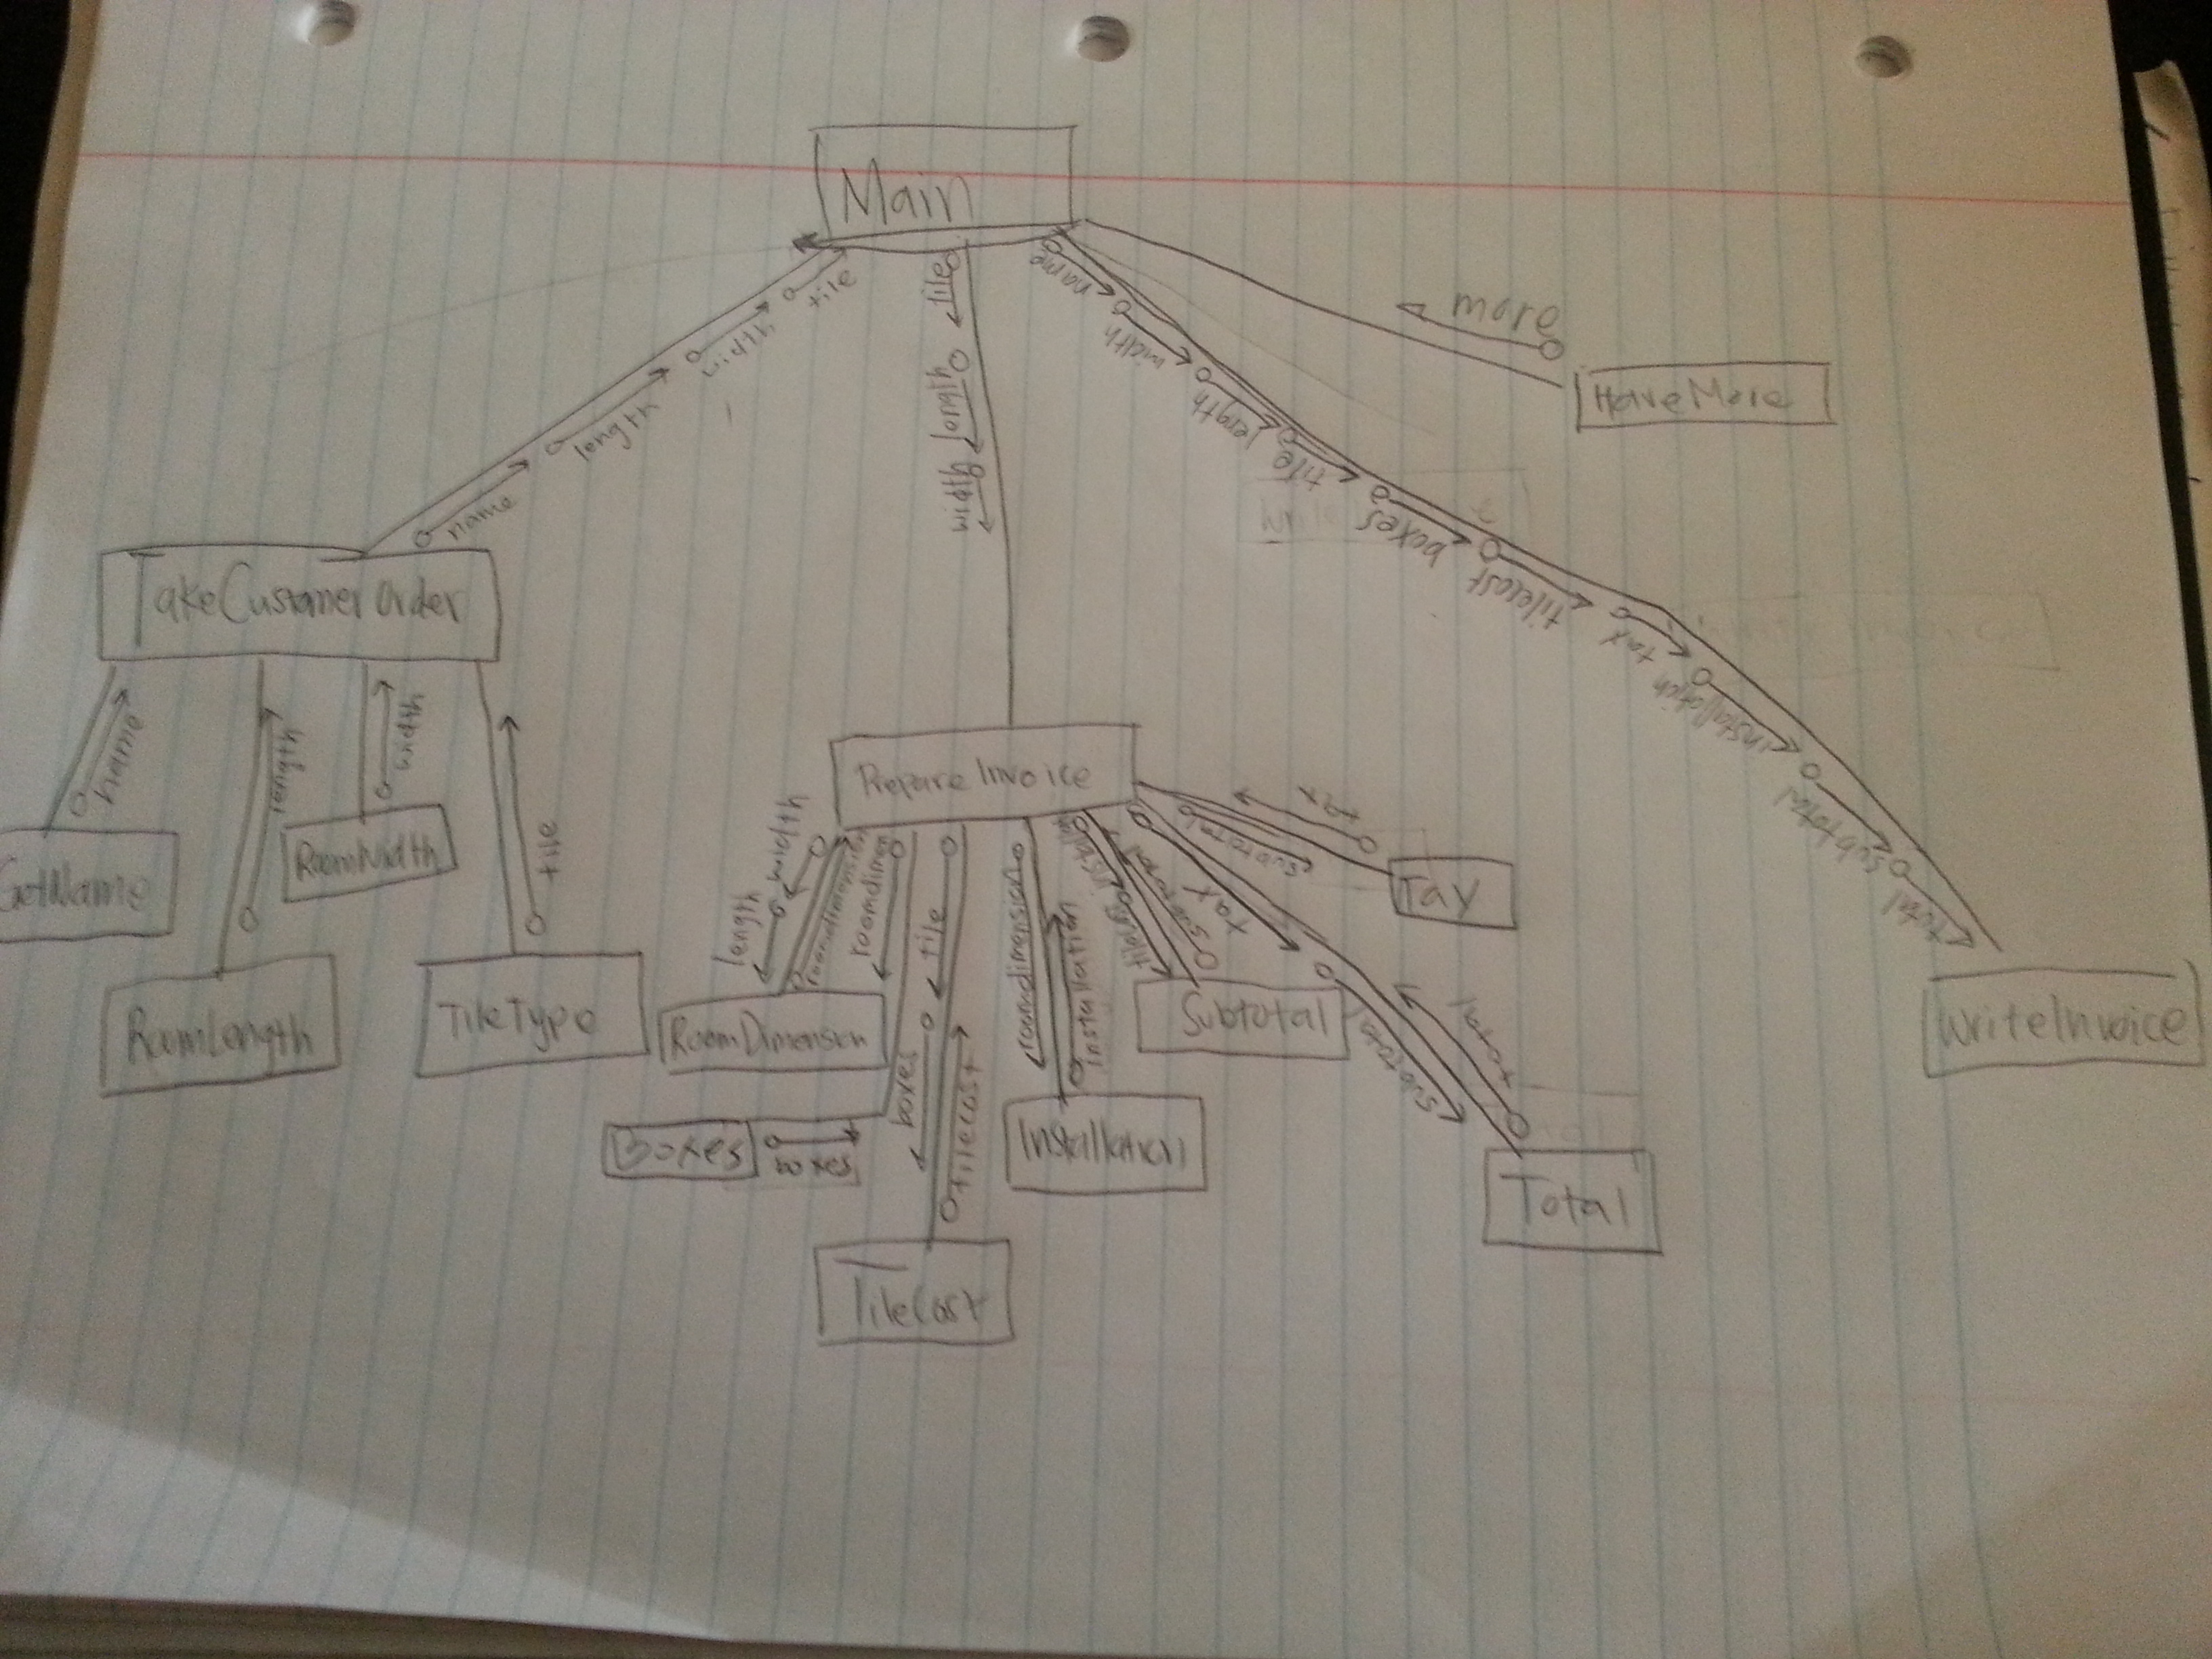 Main
tile
width
length
name
tile
length
width
name
width
length
tile
boxes
tilecost
tax
installation
subtotal
total
more
HaveMore
TakeCustomerOrder
name
length
width
tile
GetName
RoomWidth
RoomLength
TileType
PrepareInvoice
width
length
roomdimension
roomdimen
tile
boxes
tilecost
roomdimension
installation
tilecost
subtotal
tax
subtotal
tax
subtotal
total
Tax
RoomDimension
Boxes
boxes
TileCost
Installation
Subtotal
Total
WriteInvoice